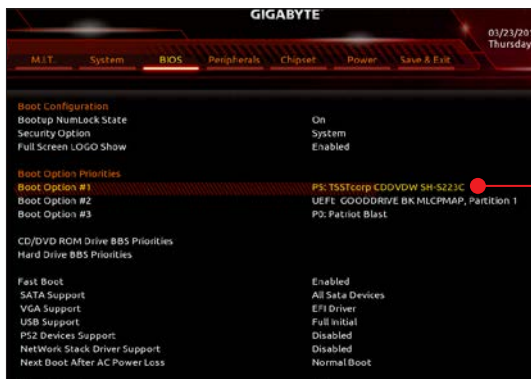 GIGABYTE
03/23/201
Thursday
M.I.T. System BIOS Peripherals Chipset Power Save & Exit
Boot Configuration
Bootup NumLock State On
Security Option System
Full Screen LOGO Show Enabled
Boot Option Priorities
Boot Option #1 P5: TSSTcorp CDDVDW SH-S223C
Boot Option #2 UEFI: GOODDRIVE BK MLCPMAP, Partition 1
Boot Option #3 P0: Patriot Blast
CD/DVD ROM Drive BBS Priorities
Hard Drive BBS Priorities
Fast Boot Enabled
SATA Support All Sata Devices
VGA Support EFI Driver
USB Support Full Initial
PS2 Devices Support Disabled
NetWork Stack Driver Support Disabled
Next Boot After AC Power Loss Normal Boot